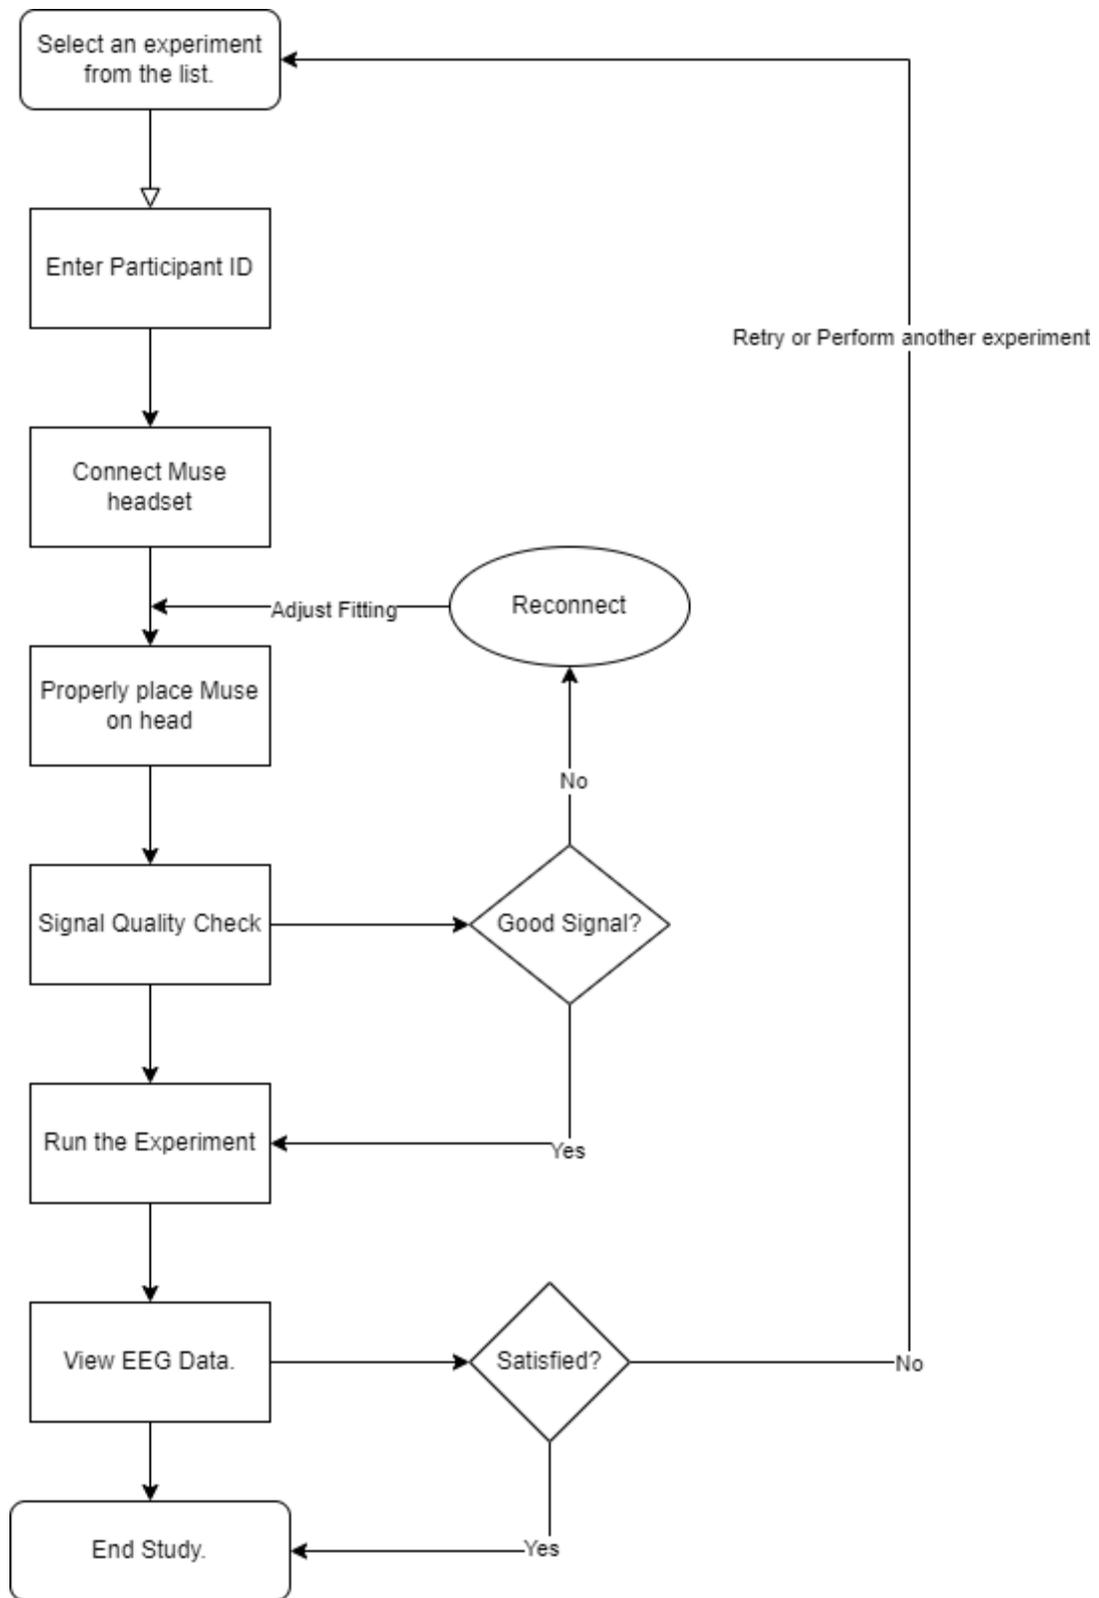 Select an experiment
from the list.
Enter Participant ID
Retry or Perform another experiment
Connect Muse
headset
Adjust Fitting
Reconnect
Properly place Muse
on head
No
Signal Quality Check
Good Signal?
Run the Experiment
Yes
View EEG Data.
Satisfied?
No
End Study.
Yes